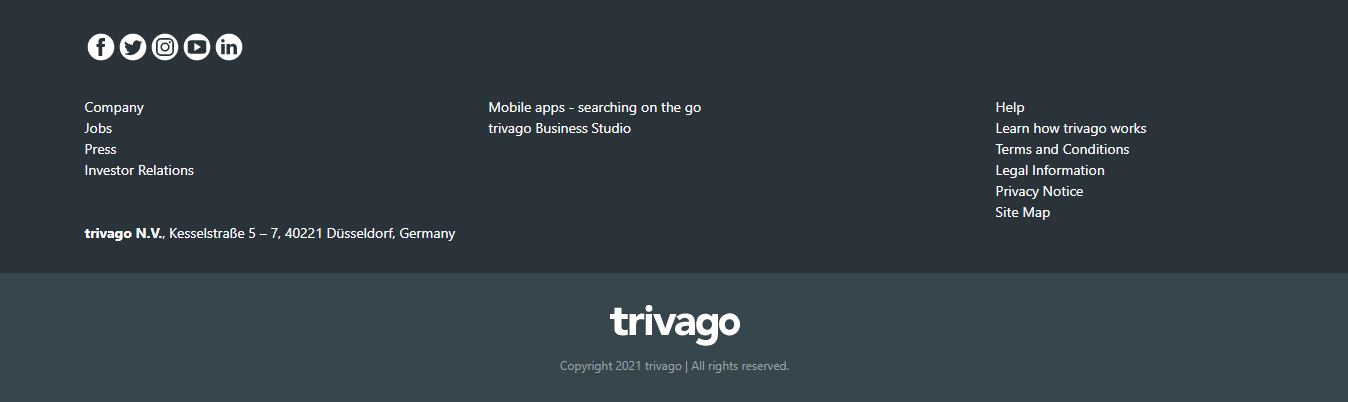 Company
Jobs
Press
Investor Relations
Mobile apps - searching on the go
trivago Business Studio
Help
Learn how trivago works
Terms and Conditions
Legal Information
Privacy Notice
Site Map
trivago N.V., Kesselstraße 5 – 7, 40221 Düsseldorf, Germany
trivago
Copyright 2021 trivago | All rights reserved.